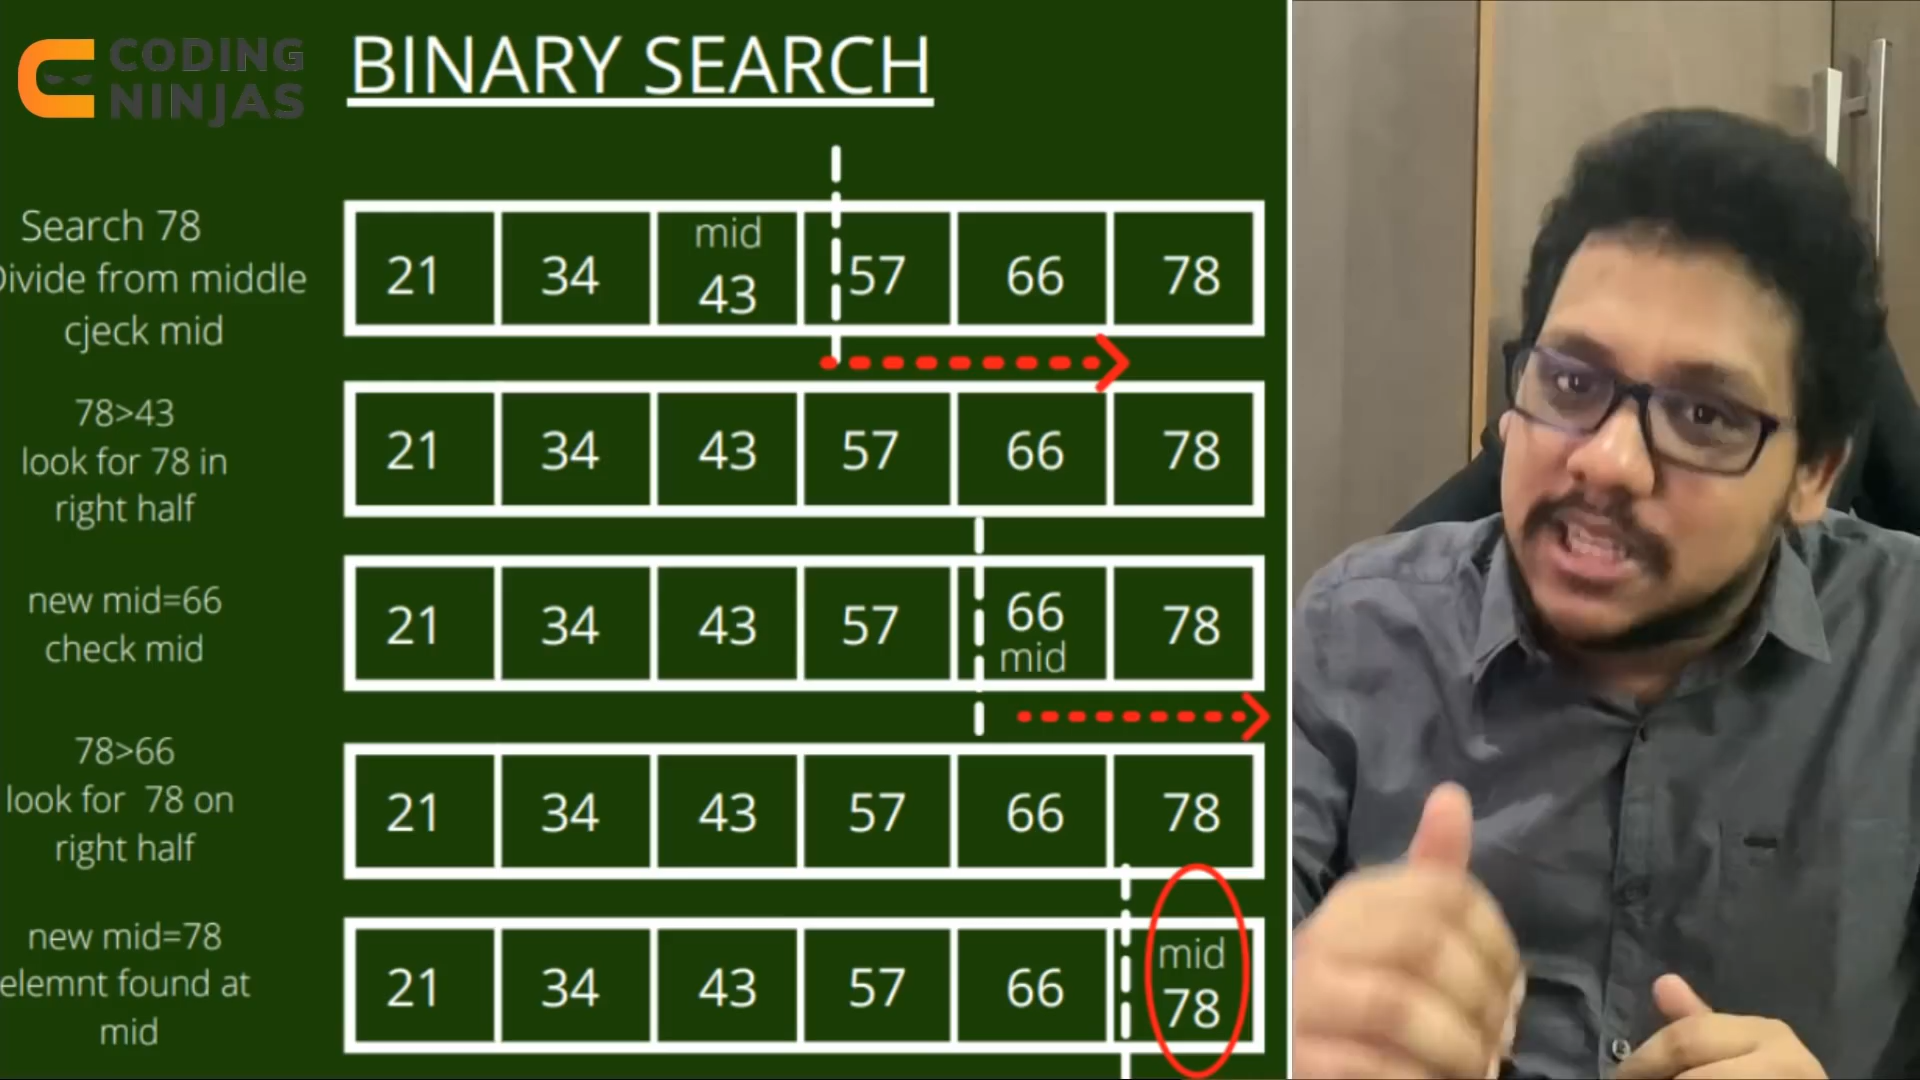 CODING
NINJAS
BINARY SEARCH
Search 78
Divide from middle
cjeck mid
21 34 mid 43 57 66 78
78>43
look for 78 in
right half
21 34 43 57 66 78
new mid=66
check mid
21 34 43 57 66 mid 78
78>66
look for 78 on
right half
21 34 43 57 66 78
new mid=78
elemnt found at
mid
21 34 43 57 66 mid 78